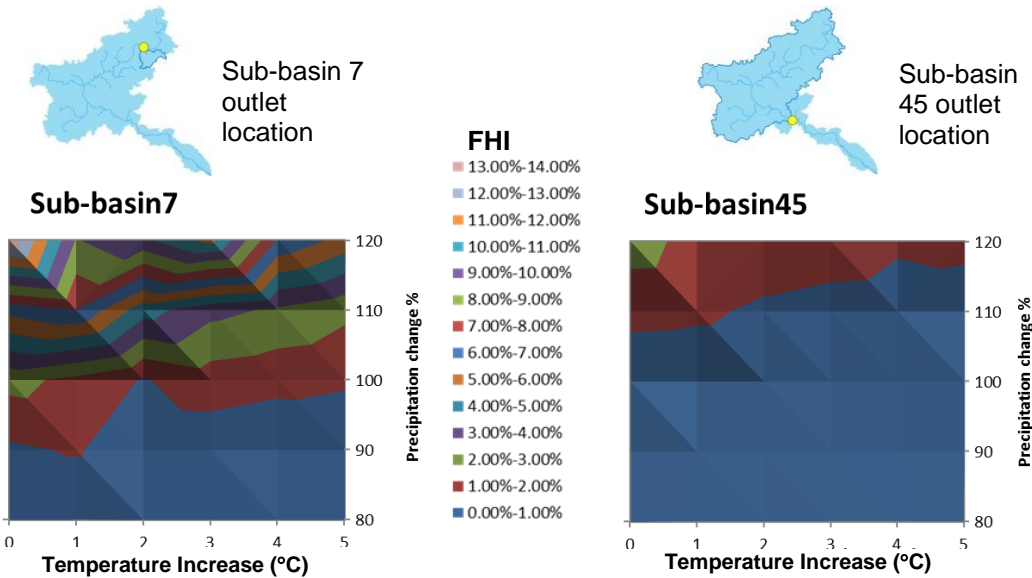 Sub-basin 7
outlet
location
Sub-basin
45 outlet
location
Sub-basin7
FHI
13.00%-14.00%
12.00%-13.00%
11.00%-12.00%
10.00%-11.00%
9.00%-10.00%
8.00%-9.00%
7.00%-8.00%
6.00%-7.00%
5.00%-6.00%
4.00%-5.00%
3.00%-4.00%
2.00%-3.00%
1.00%-2.00%
0.00%-1.00%
Sub-basin45
120
110
100
90
80
Precipitation change %
0 1 2 3 4 5
Temperature Increase (°C)
120
110
100
90
80
Precipitation change %
0 1 2 3 4 5
Temperature Increase (°C)